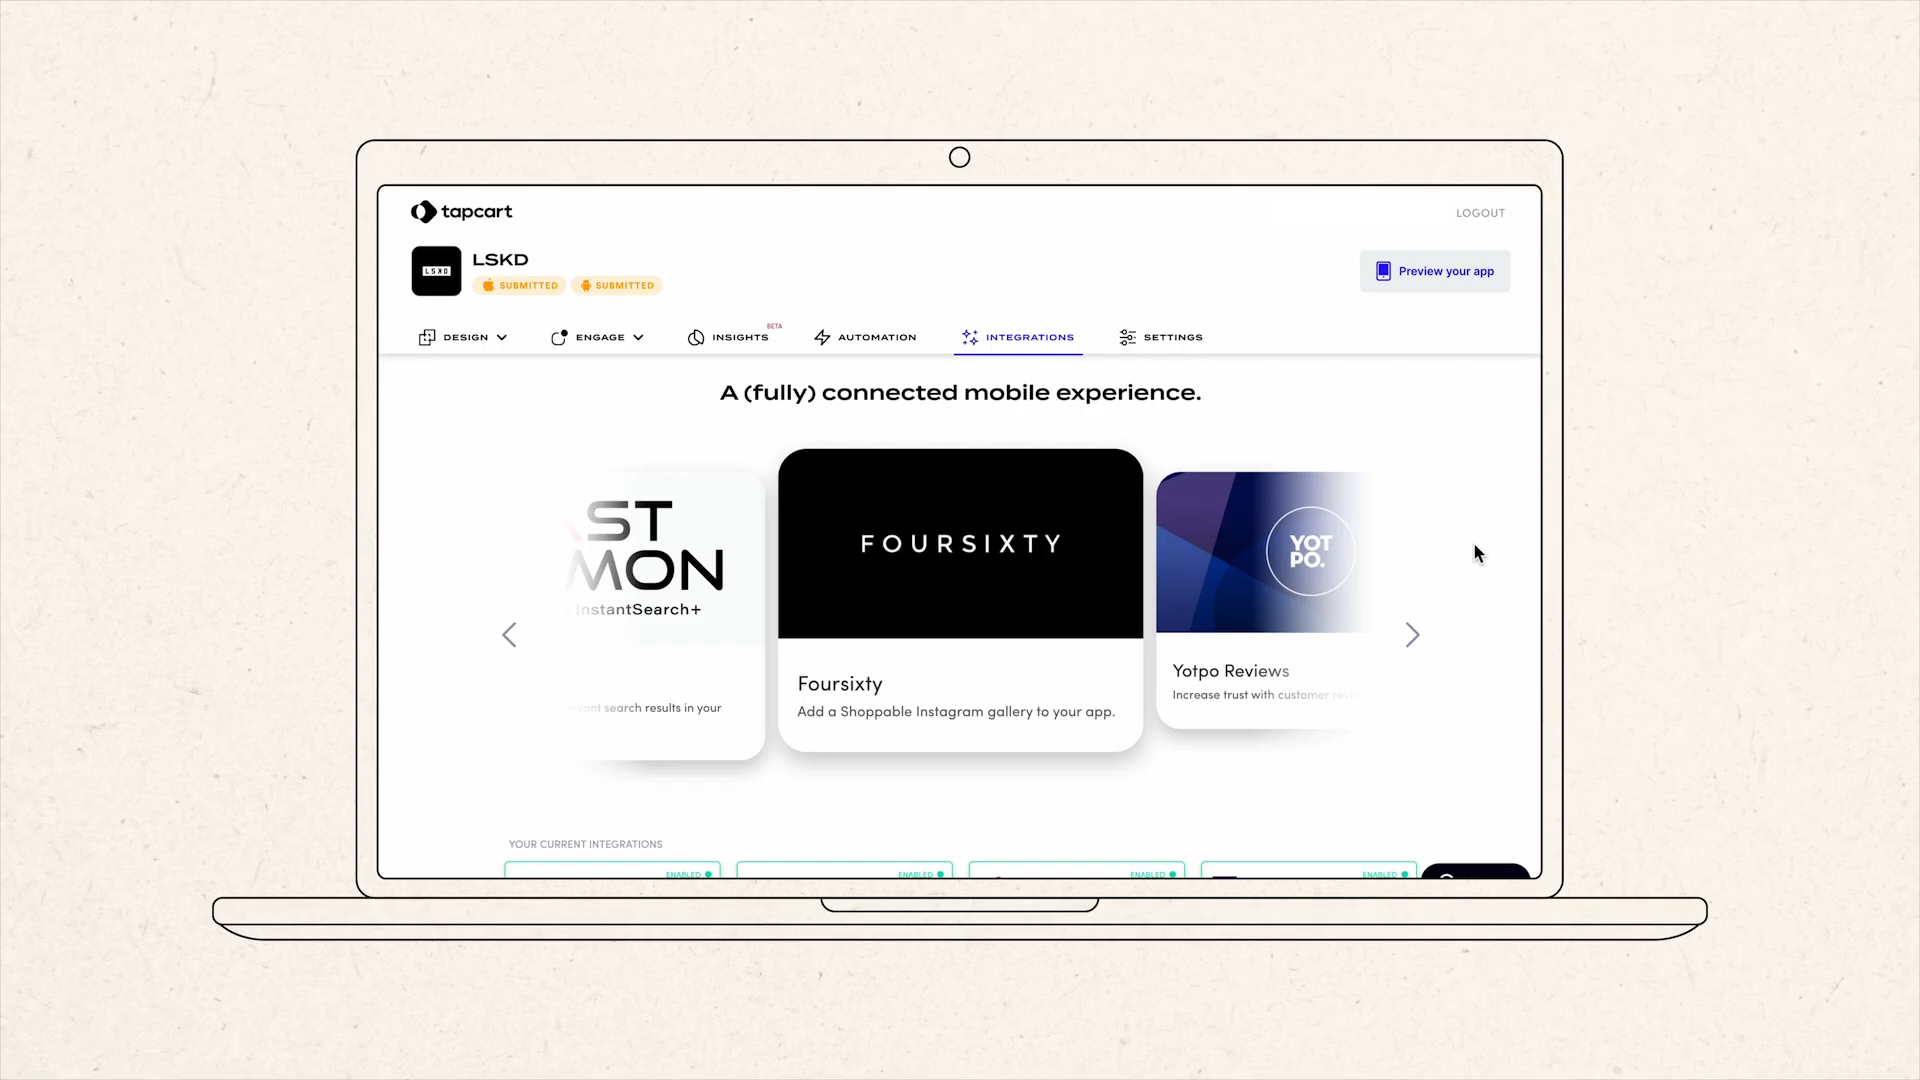 tapcart
LOGOUT
LSKD
LSKD
SUBMITTED
SUBMITTED
Preview your app
DESIGN
ENGAGE
INSIGHTS
BETA
AUTOMATION
INTEGRATIONS
SETTINGS
A (fully) connected mobile experience.
ST
MON
InstantSearch+
search results in your
FOURSIXTY
Foursixty
Add a Shoppable Instagram gallery to your app.
YOT
PO.
Yotpo Reviews
Increase trust with customer
YOUR CURRENT INTEGRATIONS
ENABLED
ENABLED
ENABLED
ENABLED